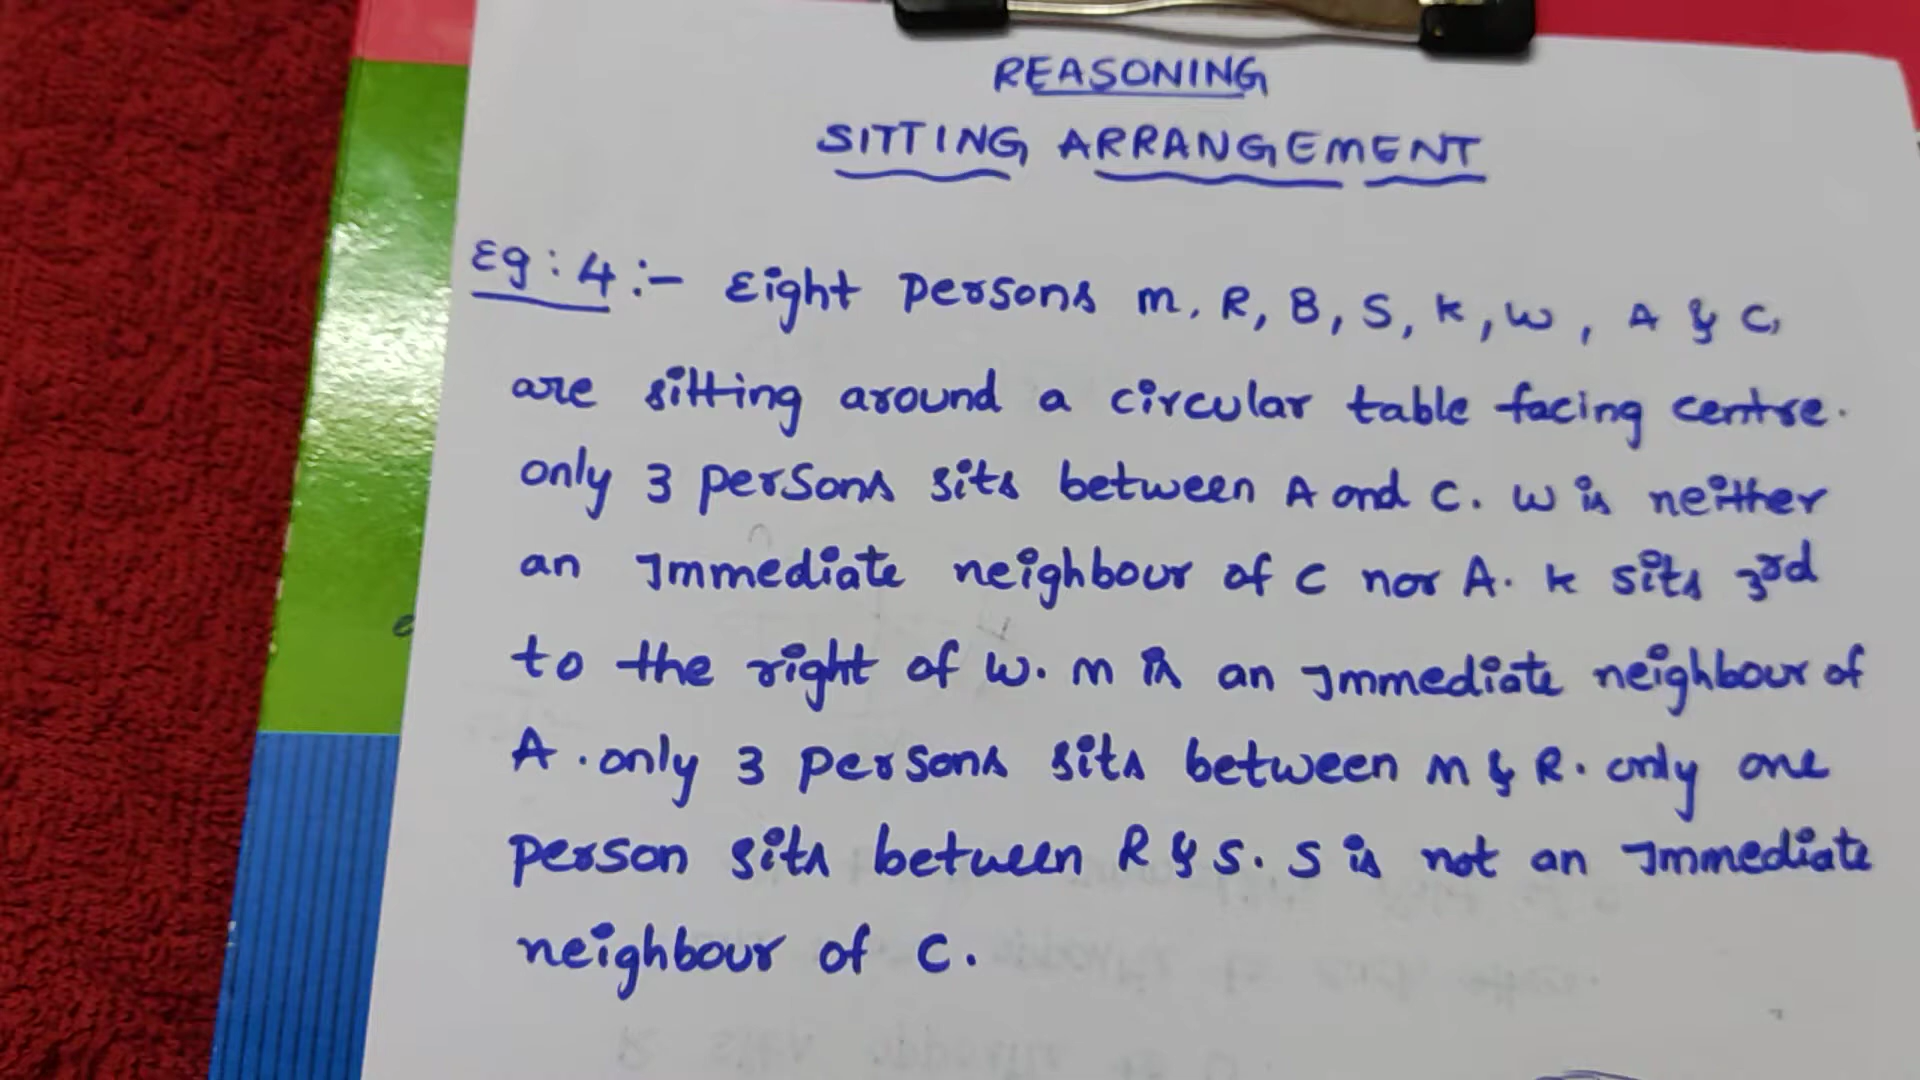 REASONING
SITTING ARRANGEMENT
Eg:4:- Eight Persons M, R, B, S, K, W, A & C,
are sitting around a circular table facing centre.
only 3 persons sits between A and C. W is neither
an Immediate neighbour of C nor A. K sits 3rd
to the right of W. M is an Immediate neighbour of
A. only 3 persons sits between M & R. only one
person sits between R & S. S is not an Immediate
neighbour of C.